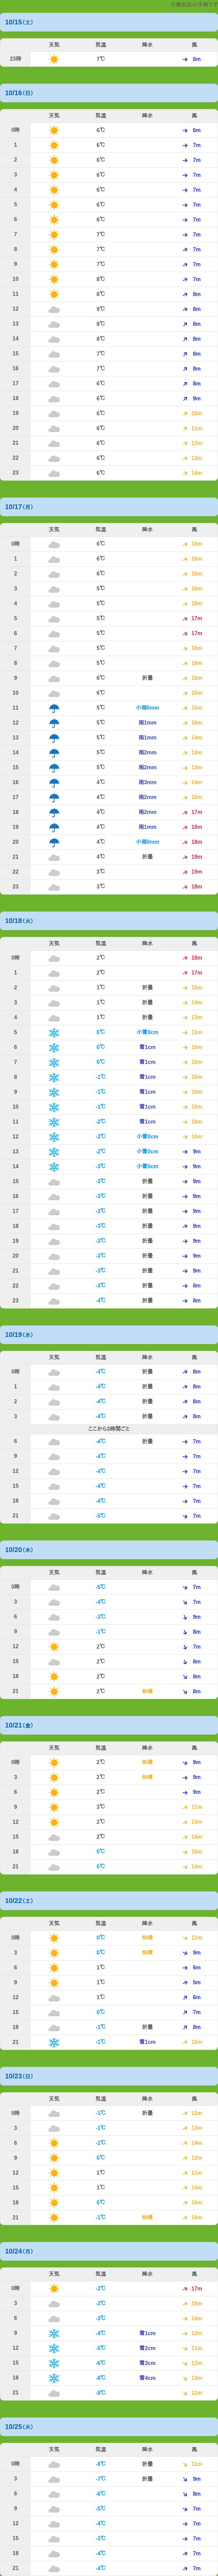 ※標松高の予報です
10/15(土)
天気 気温 降水 風
23時 7℃ 6m
10/16(日)
天気 気温 降水 風
0時 6℃ 6m
1 6℃ 7m
2 6℃ 7m
3 6℃ 7m
4 6℃ 7m
5 6℃ 7m
6 6℃ 7m
7 7℃ 7m
8 7℃ 7m
9 7℃ 7m
10 8℃ 7m
11 8℃ 8m
12 9℃ 8m
13 8℃ 8m
14 8℃ 8m
15 7℃ 8m
16 7℃ 8m
17 6℃ 8m
18 6℃ 9m
19 6℃ 10m
20 6℃ 11m
21 6℃ 12m
22 6℃ 13m
23 6℃ 14m
10/17(月)
天気 気温 降水 風
0時 6℃ 16m
1 6℃ 16m
2 6℃ 16m
3 5℃ 16m
4 5℃ 16m
5 5℃ 17m
6 5℃ 17m
7 5℃ 16m
8 5℃ 16m
9 6℃ 折曇 15m
10 6℃ 15m
11 5℃ 小雨0mm 15m
12 5℃ 雨1mm 16m
13 5℃ 雨1mm 14m
14 5℃ 雨2mm 13m
15 5℃ 雨2mm 13m
16 4℃ 雨3mm 14m
17 4℃ 雨2mm 15m
18 4℃ 雨2mm 17m
19 4℃ 雨1mm 18m
20 4℃ 小雨0mm 18m
21 4℃ 折曇 19m
22 3℃ 19m
23 3℃ 18m
10/18(火)
天気 気温 降水 風
0時 2℃ 18m
1 2℃ 17m
2 1℃ 折曇 15m
3 1℃ 折曇 14m
4 1℃ 折曇 13m
5 0℃ 小雪0cm 11m
6 0℃ 雪1cm 10m
7 0℃ 雪1cm 10m
8 -1℃ 雪1cm 10m
9 -1℃ 雪1cm 10m
10 -1℃ 雪1cm 10m
11 -2℃ 雪1cm 10m
12 -2℃ 小雪0cm 10m
13 -2℃ 小雪0cm 9m
14 -3℃ 小雪0cm 9m
15 -3℃ 折曇 9m
16 -3℃ 折曇 9m
17 -3℃ 折曇 9m
18 -3℃ 折曇 9m
19 -3℃ 折曇 9m
20 -3℃ 折曇 9m
21 -3℃ 折曇 9m
22 -3℃ 折曇 8m
23 -4℃ 折曇 8m
10/19(水)
天気 気温 降水 風
0時 -4℃ 折曇 8m
1 -4℃ 折曇 8m
2 -4℃ 折曇 8m
3 -4℃ 折曇 8m
ここから3時間ごと
6 -4℃ 折曇 7m
9 -4℃ 7m
12 -4℃ 7m
15 -4℃ 7m
18 -4℃ 7m
21 -5℃ 7m
10/20(木)
天気 気温 降水 風
0時 -5℃ 7m
3 -4℃ 7m
6 -3℃ 9m
9 -1℃ 8m
12 2℃ 7m
15 2℃ 8m
18 2℃ 8m
21 2℃ 快晴 8m
10/21(金)
天気 気温 降水 風
0時 2℃ 快晴 9m
3 2℃ 快晴 9m
6 2℃ 9m
9 3℃ 11m
12 2℃ 13m
15 2℃ 14m
18 0℃ 16m
21 0℃ 14m
10/22(土)
天気 気温 降水 風
0時 0℃ 快晴 12m
3 0℃ 快晴 9m
6 1℃ 6m
9 1℃ 5m
12 1℃ 6m
15 0℃ 7m
18 -1℃ 折曇 8m
21 -1℃ 雪1cm 10m
10/23(日)
天気 気温 降水 風
0時 -1℃ 折曇 12m
3 -1℃ 13m
6 -1℃ 14m
9 0℃ 12m
12 1℃ 11m
15 1℃ 14m
18 0℃ 16m
21 -1℃ 快晴 16m
10/24(月)
天気 気温 降水 風
0時 -2℃ 17m
3 -3℃ 15m
6 -3℃ 14m
9 -4℃ 雪1cm 12m
12 -5℃ 雪2cm 11m
15 -6℃ 雪3cm 12m
18 -8℃ 雪4cm 13m
21 -8℃ 12m
10/25(火)
天気 気温 降水 風
0時 -8℃ 折曇 11m
3 -7℃ 折曇 9m
6 -6℃ 8m
9 -5℃ 7m
12 -4℃ 7m
15 -3℃ 7m
18 -4℃ 7m
21 -4℃ 7m